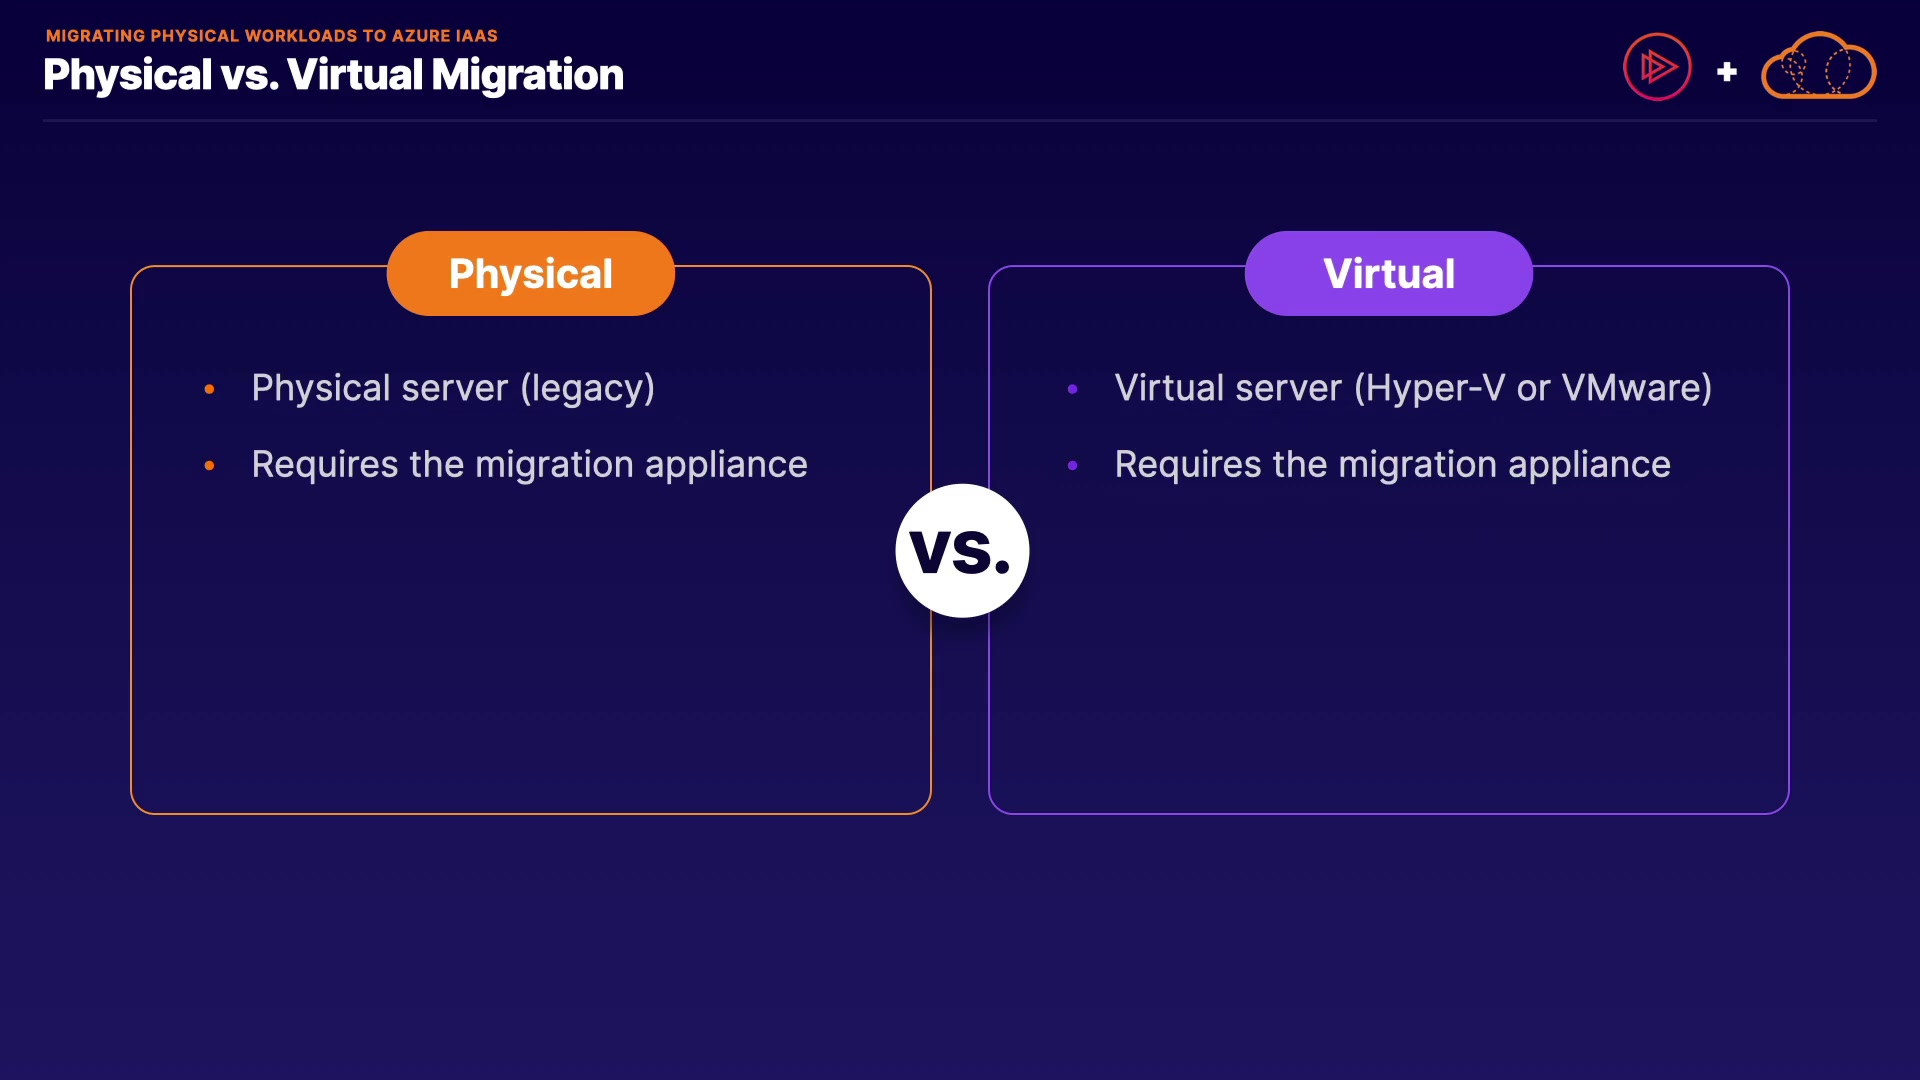 MIGRATING PHYSICAL WORKLOADS TO AZURE IAAS
Physical vs. Virtual Migration
+
Physical
• Physical server (legacy)
• Requires the migration appliance
vs.
Virtual
• Virtual server (Hyper-V or VMware)
• Requires the migration appliance